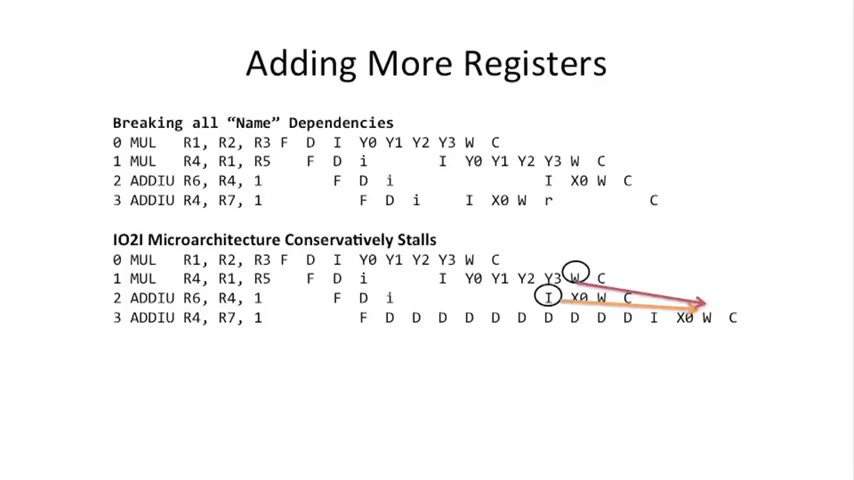 Adding More Registers
Breaking all “Name” Dependencies
0 MUL R1, R2, R3 F D I Y0 Y1 Y2 Y3 W C
1 MUL R4, R1, R5 F D i I Y0 Y1 Y2 Y3 W C
2 ADDIU R6, R4, 1 F D i I X0 W C
3 ADDIU R4, R7, 1 F D i I X0 W r C
IO2I Microarchitecture Conservatively Stalls
0 MUL R1, R2, R3 F D I Y0 Y1 Y2 Y3 W C
1 MUL R4, R1, R5 F D i I Y0 Y1 Y2 Y3 W C
2 ADDIU R6, R4, 1 F D i I X0 W C
3 ADDIU R4, R7, 1 F D D D D D D D D D D I X0 W C